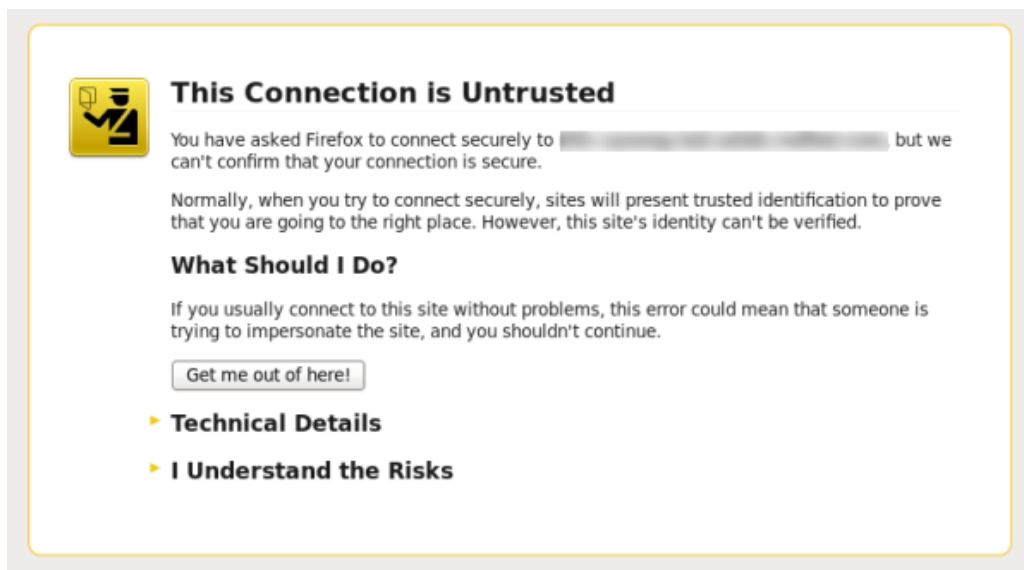 This Connection is Untrusted
You have asked Firefox to connect securely to , but we
can't confirm that your connection is secure.
Normally, when you try to connect securely, sites will present trusted identification to prove
that you are going to the right place. However, this site's identity can't be verified.
What Should I Do?
If you usually connect to this site without problems, this error could mean that someone is
trying to impersonate the site, and you shouldn't continue.
Get me out of here!
Technical Details
I Understand the Risks